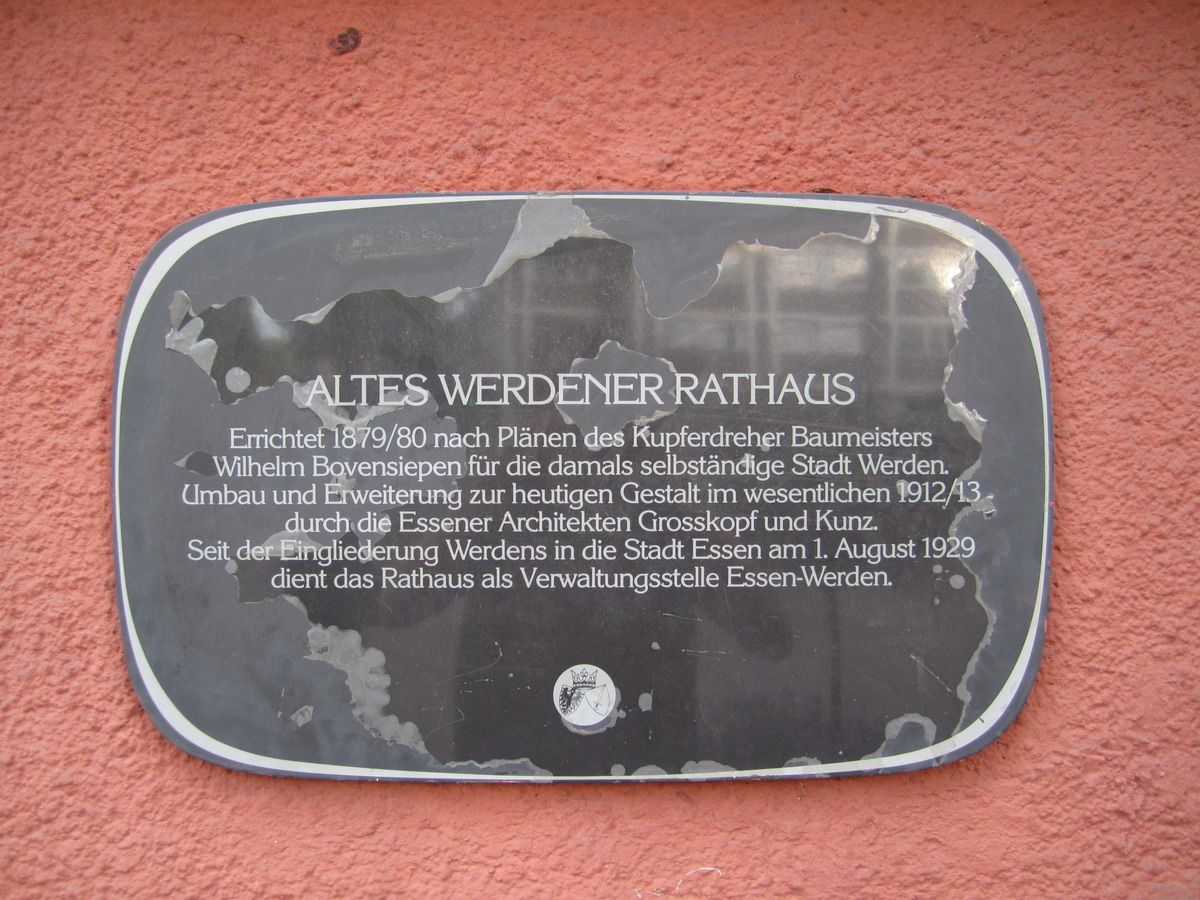 ALTES WERDENER RATHAUS
Errichtet 1879/80 nach Plänen des Kupferdreher Baumeisters
Wilhelm Bovensiepen für die damals selbständige Stadt Werden.
Umbau und Erweiterung zur heutigen Gestalt im wesentlichen 1912/13
durch die Essener Architekten Grosskopf und Kunz.
Seit der Eingliederung Werdens in die Stadt Essen am 1. August 1929
dient das Rathaus als Verwaltungsstelle Essen-Werden.